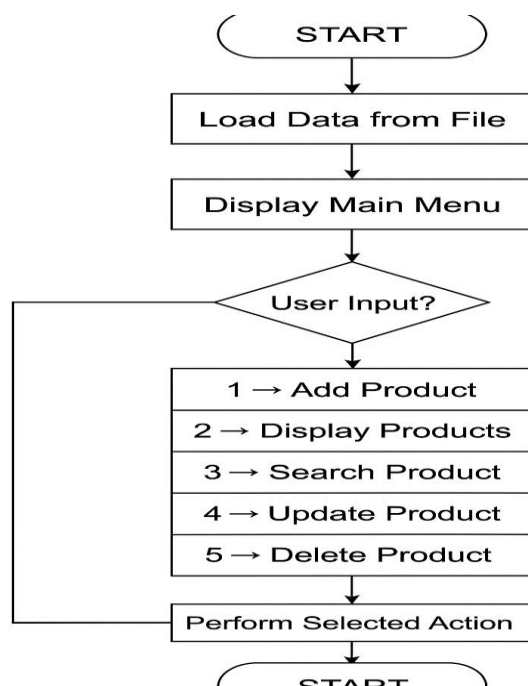 START
Load Data from File
Display Main Menu
User Input?
1 → Add Product
2 → Display Products
3 → Search Product
4 → Update Product
5 → Delete Product
Perform Selected Action
START